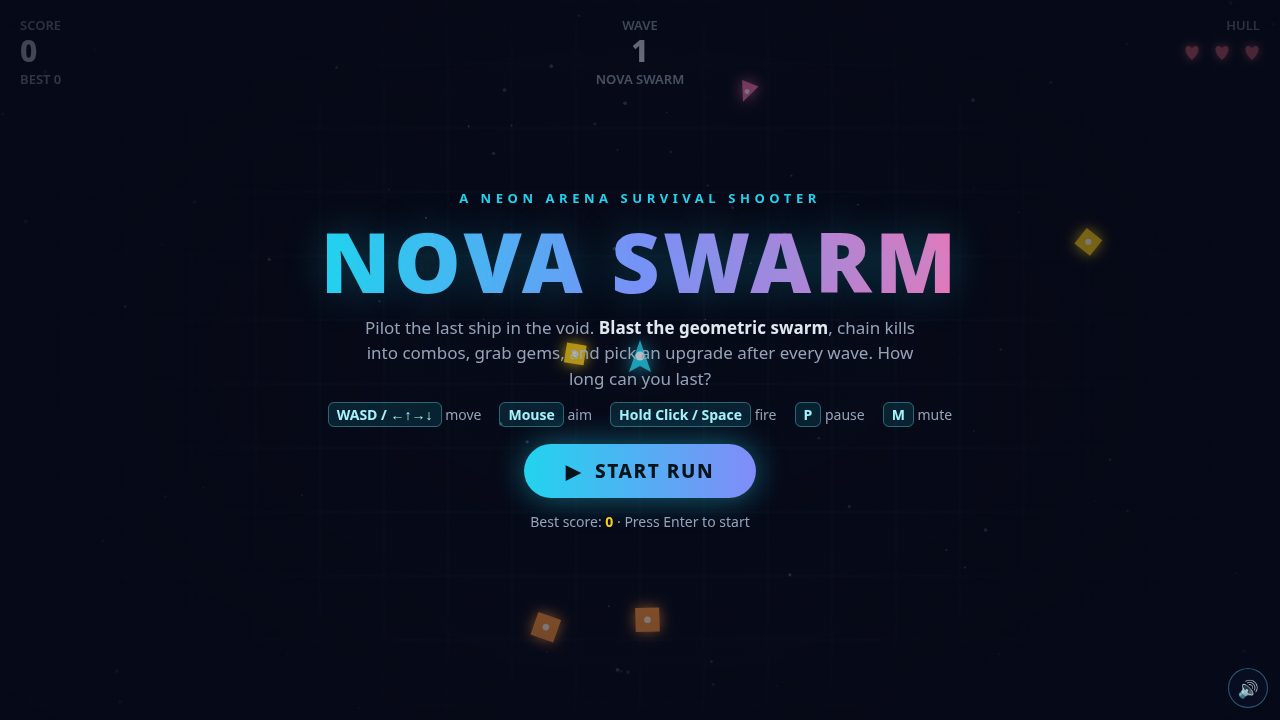 SCORE
0
BEST 0
WAVE
1
NOVA SWARM
HULL
A NEON ARENA SURVIVAL SHOOTER
NOVA SWARM
Pilot the last ship in the void. Blast the geometric swarm, chain kills
into combos, grab gems, and pick an upgrade after every wave. How
long can you last?
WASD / ←↑→↓ move Mouse aim Hold Click / Space fire P pause M mute
▶ START RUN
Best score: 0 · Press Enter to start